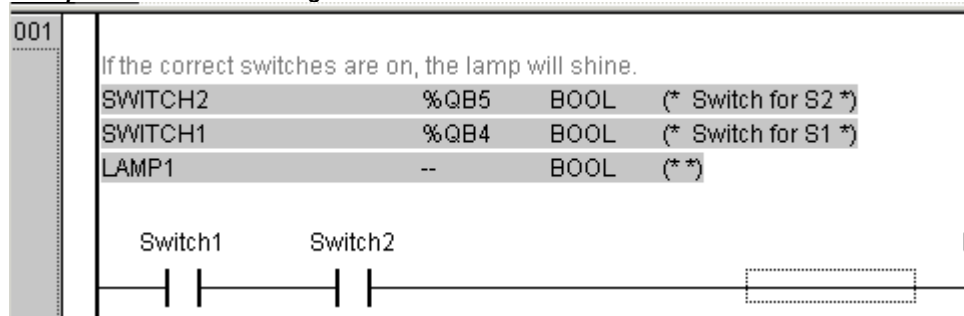 001
If the correct switches are on, the lamp will shine.
SWITCH2 %QB5 BOOL (* Switch for S2 *)
SWITCH1 %QB4 BOOL (* Switch for S1 *)
LAMP1 -- BOOL (* *)
Switch1 Switch2